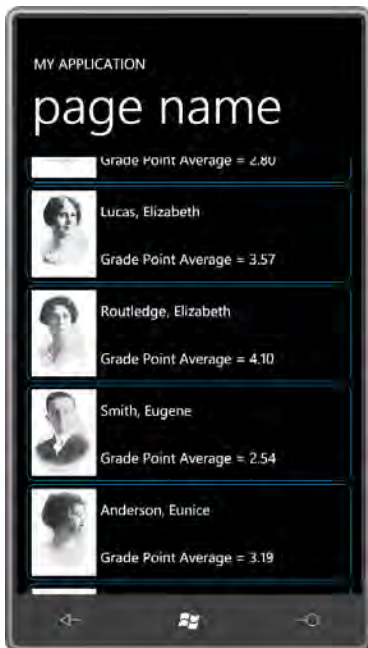 MY APPLICATION
page name
Grade Point Average = 2.80
Lucas, Elizabeth
Grade Point Average = 3.57
Routledge, Elizabeth
Grade Point Average = 4.10
Smith, Eugene
Grade Point Average = 2.54
Anderson, Eunice
Grade Point Average = 3.19